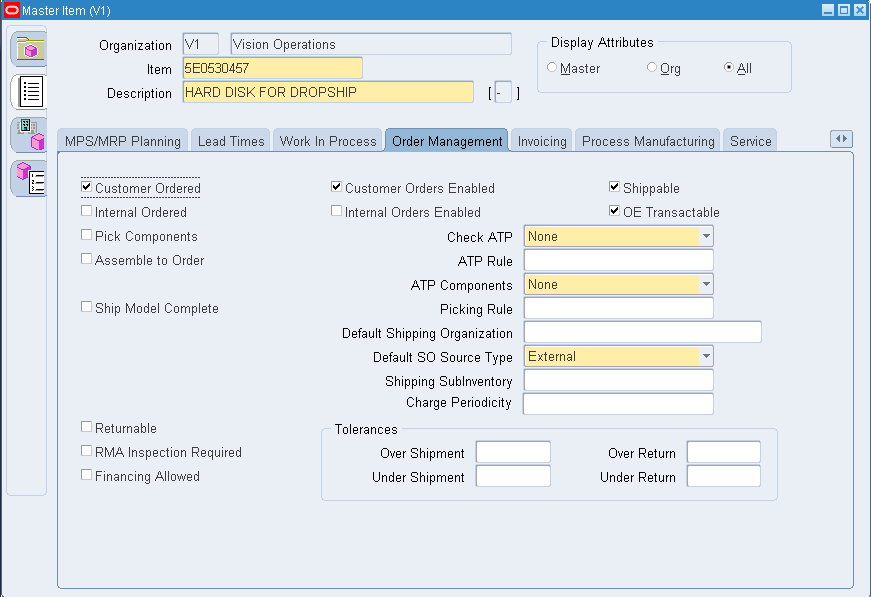 Master Item (V1)
Organization V1 Vision Operations
Item 5E0530457
Description HARD DISK FOR DROPSHIP [ - ]
Display Attributes
Master Org All
MPS/MRP Planning Lead Times Work In Process Order Management Invoicing Process Manufacturing Service
Customer Ordered Customer Orders Enabled Shippable
Internal Ordered Internal Orders Enabled OE Transactable
Pick Components Check ATP None
Assemble to Order ATP Rule
ATP Components None
Ship Model Complete Picking Rule
Default Shipping Organization
Default SO Source Type External
Shipping SubInventory
Charge Periodicity
Returnable Tolerances
RMA Inspection Required Over Shipment Over Return
Financing Allowed Under Shipment Under Return